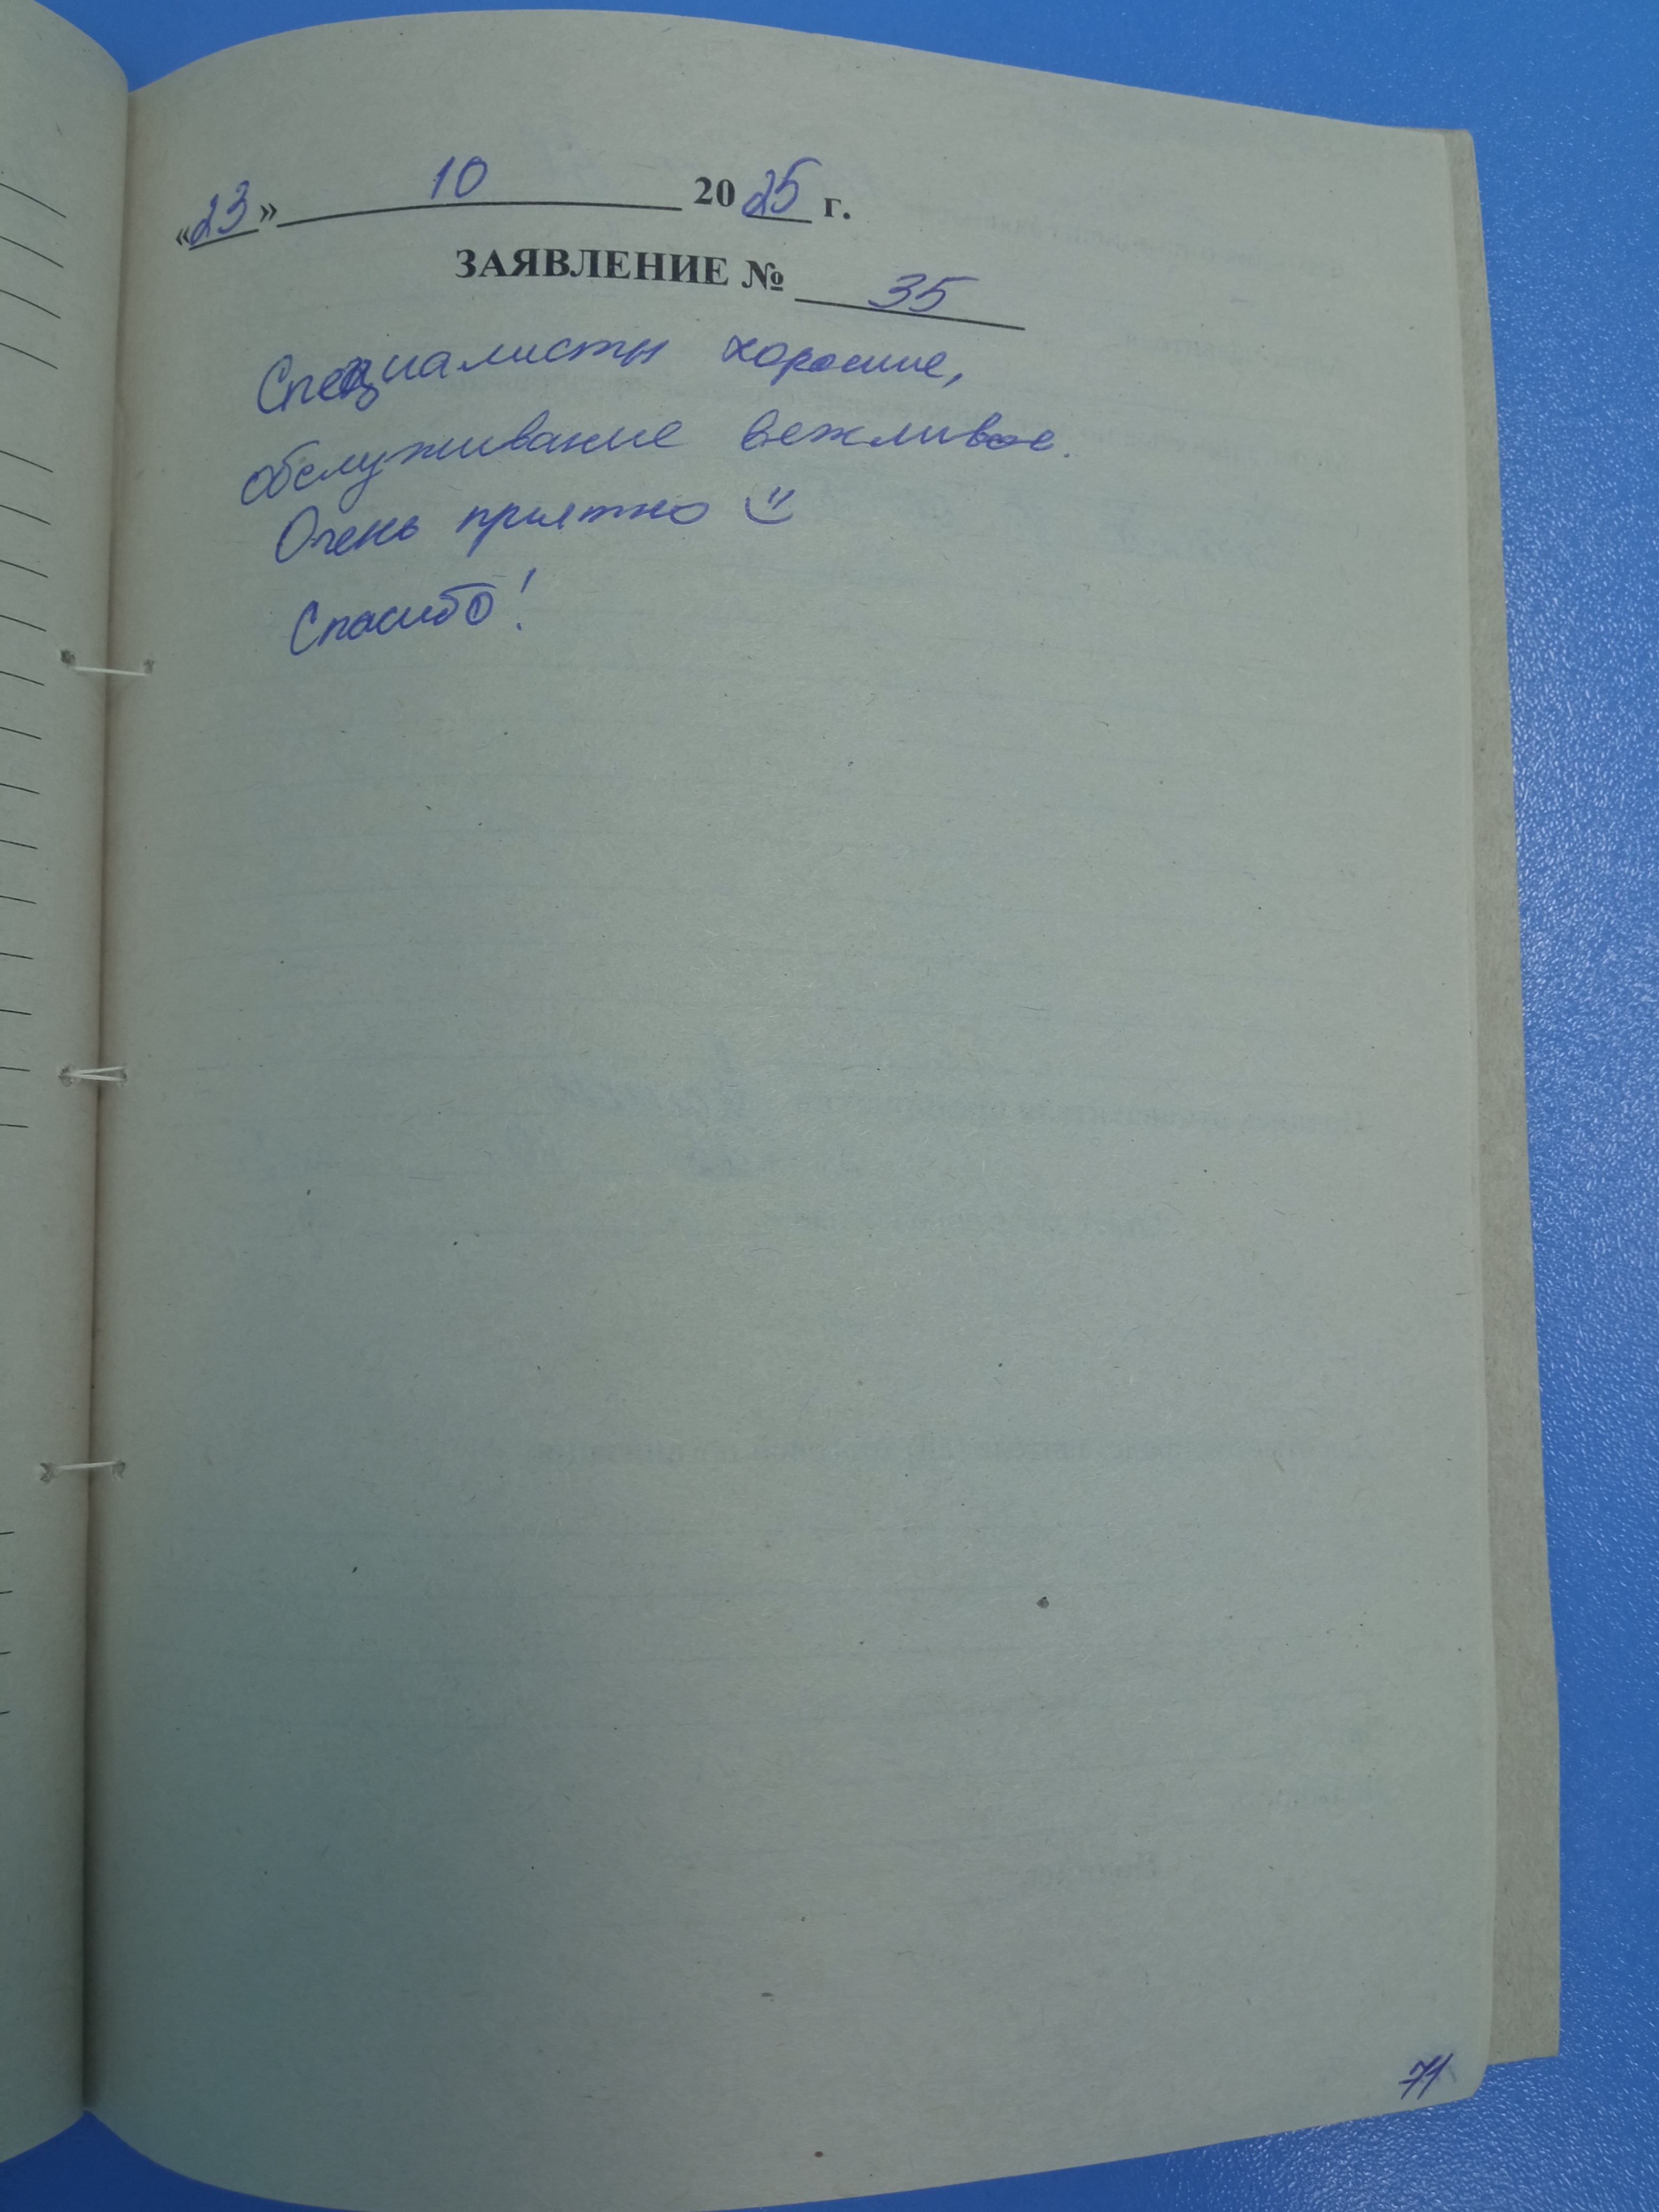 «23» 10 2025 г.
ЗАЯВЛЕНИЕ № 35
Специалисты хорошие,
обслуживание вежливое.
Очень приятно
Спасибо!
71